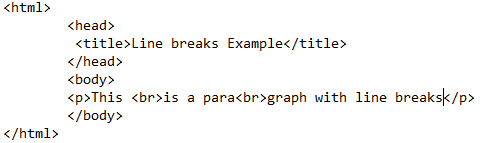 <html>
<head>
<title>Line breaks Example</title>
</head>
<body>
<p>This <br>is a para<br>graph with line breaks</p>
</body>
</html>